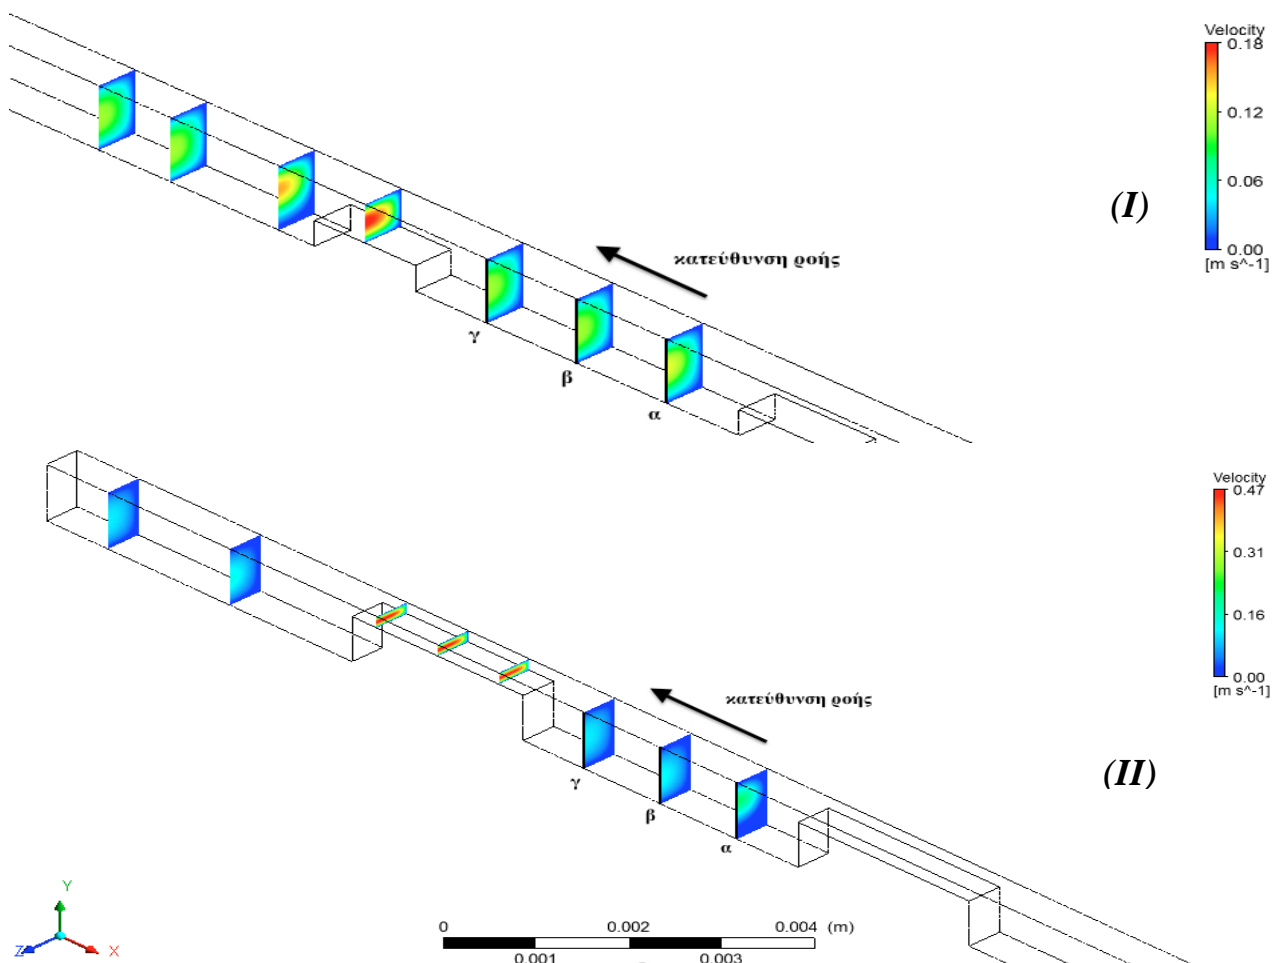 Velocity
0.18
0.12
0.06
0.00
[m s^-1]
(I)
κατεύθυνση ροής
γ
β
α
Velocity
0.47
0.31
0.16
0.00
[m s^-1]
κατεύθυνση ροής
(II)
γ
β
α
Y
Z
X
0 0.002 0.004 (m)
0.001 0.003